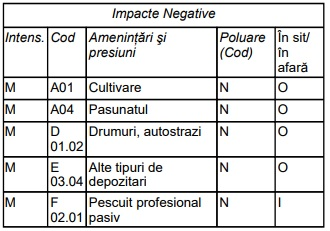 Impacte Negative
Intens. Cod Amenințări și presiuni Poluare (Cod) În sit/ în afară
M A01 Cultivare N O
M A04 Pasunatul N O
M D 01.02 Drumuri, autostrazi N O
M E 03.04 Alte tipuri de depozitari N O
M F 02.01 Pescuit profesional pasiv N I